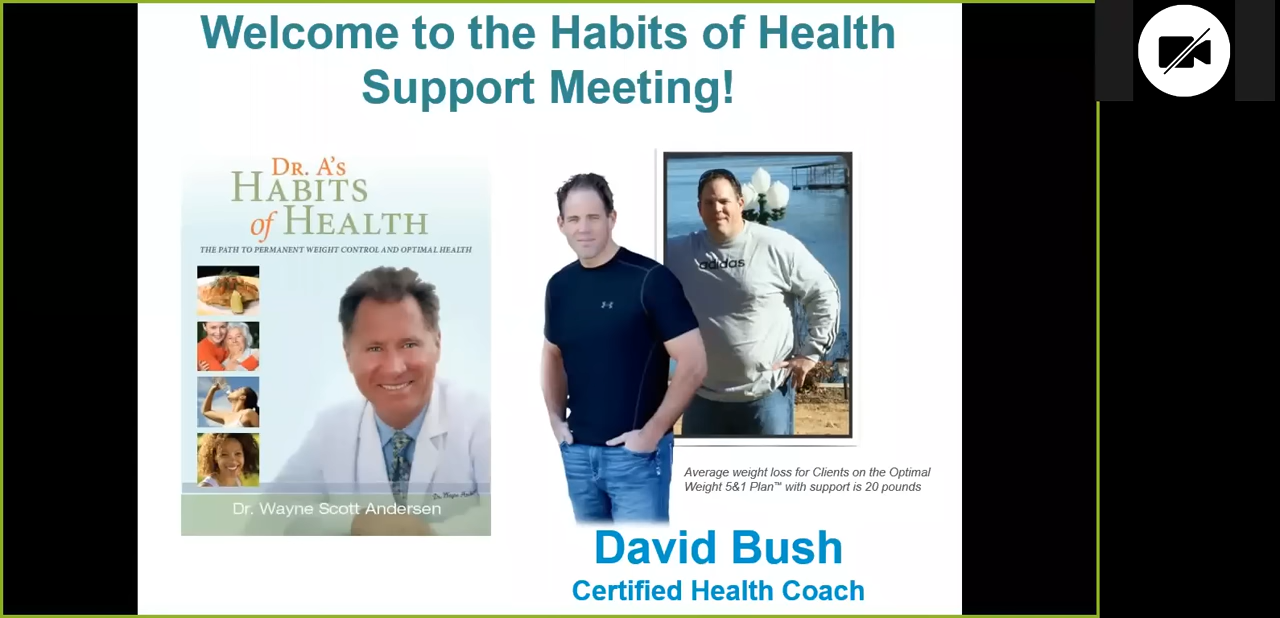 Welcome to the Habits of Health
Support Meeting!
DR. A'S
HABITS
of HEALTH
THE PATH TO PERMANENT WEIGHT CONTROL AND OPTIMAL HEALTH
adidas
Dr. Wayne Scott Andersen
Average weight loss for Clients on the Optimal
Weight 5&1 Plan™ with support is 20 pounds
David Bush
Certified Health Coach